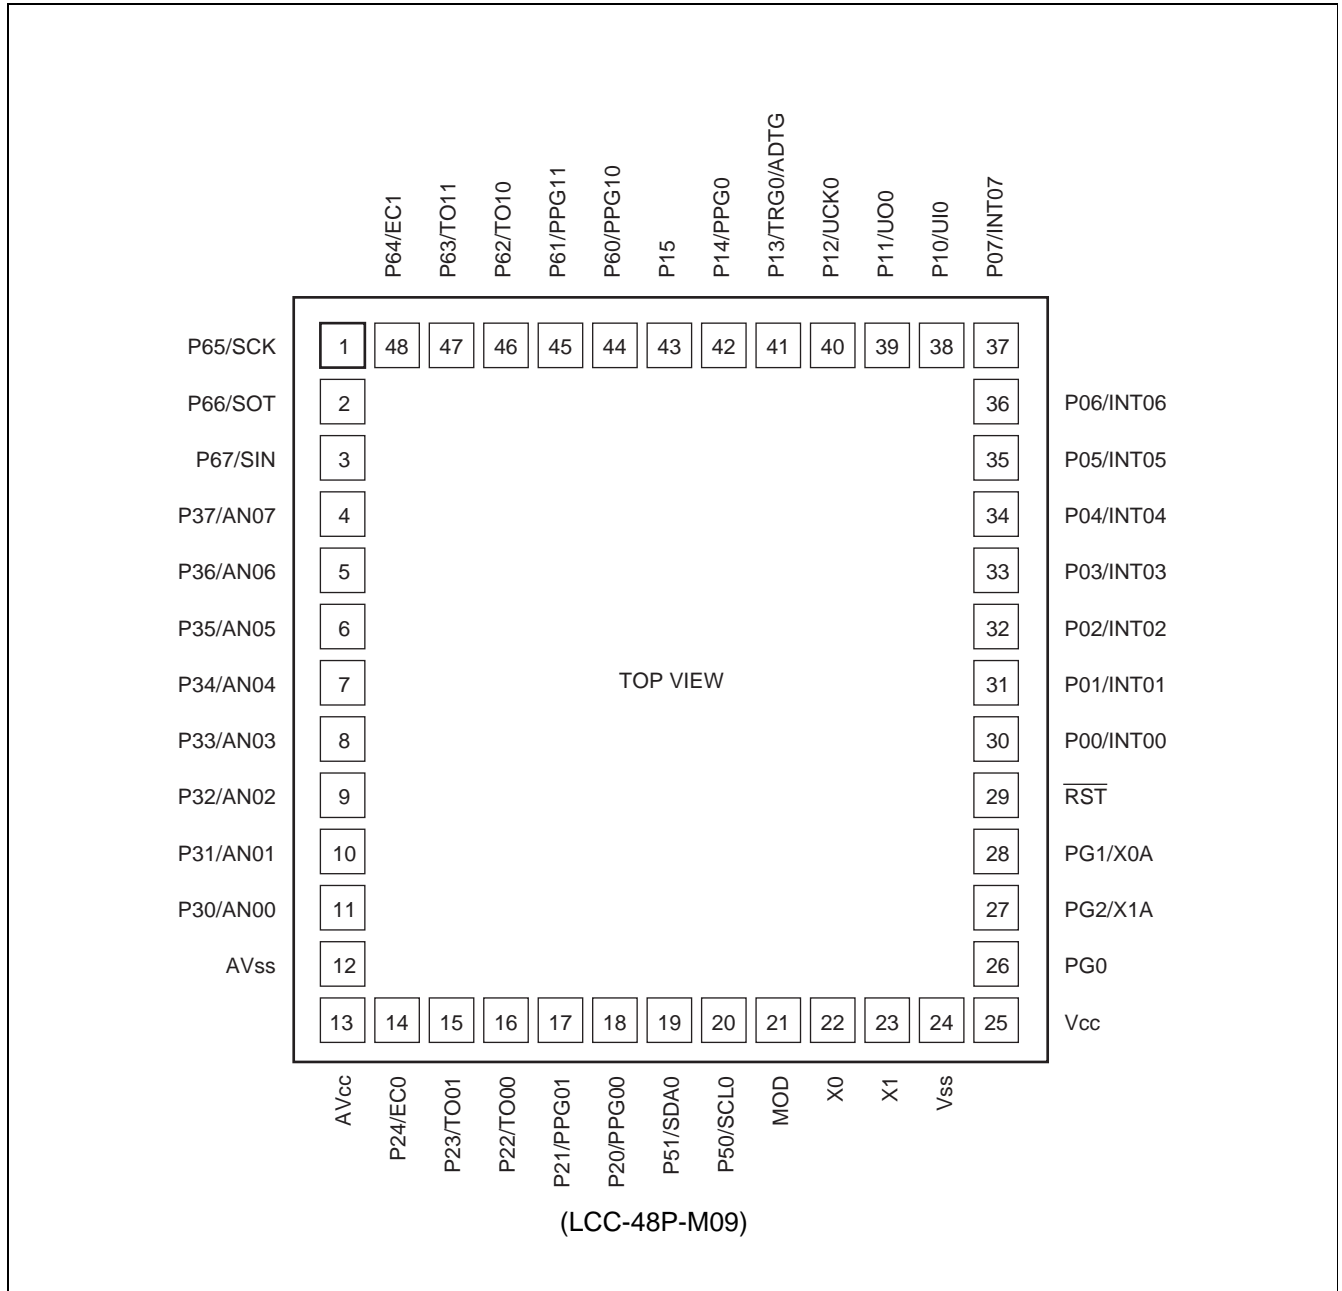 P64/EC1
P63/TO11
P62/TO10
P61/PPG11
P60/PPG10
P15
P14/PPG0
P13/TRG0/ADTG
P12/UCK0
P11/UO0
P10/UI0
P07/INT07
P65/SCK 1 48 47 46 45 44 43 42 41 40 39 38 37
P66/SOT 2 36 P06/INT06
P67/SIN 3 35 P05/INT05
P37/AN07 4 34 P04/INT04
P36/AN06 5 33 P03/INT03
P35/AN05 6 32 P02/INT02
P34/AN04 7 TOP VIEW 31 P01/INT01
P33/AN03 8 30 P00/INT00
P32/AN02 9 29 RST
P31/AN01 10 28 PG1/X0A
P30/AN00 11 27 PG2/X1A
AVss 12 26 PG0
13 14 15 16 17 18 19 20 21 22 23 24 25 Vcc
AVcc
P24/EC0
P23/TO01
P22/TO00
P21/PPG01
P20/PPG00
P51/SDA0
P50/SCL0
MOD
X0
X1
Vss
(LCC-48P-M09)